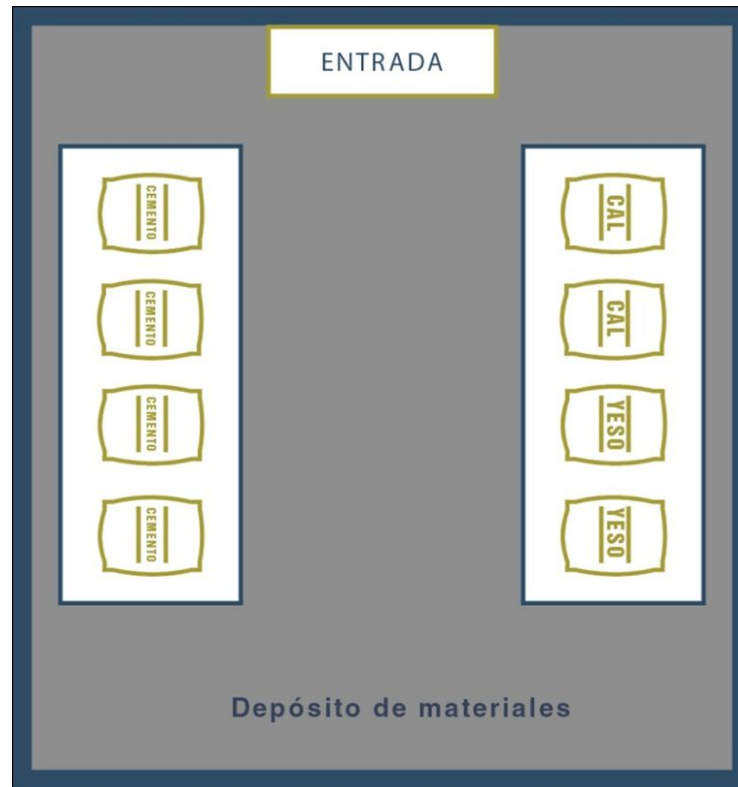 ENTRADA
CEMENTO
CEMENTO
CEMENTO
CEMENTO
CAL
CAL
YESO
YESO
Depósito de materiales